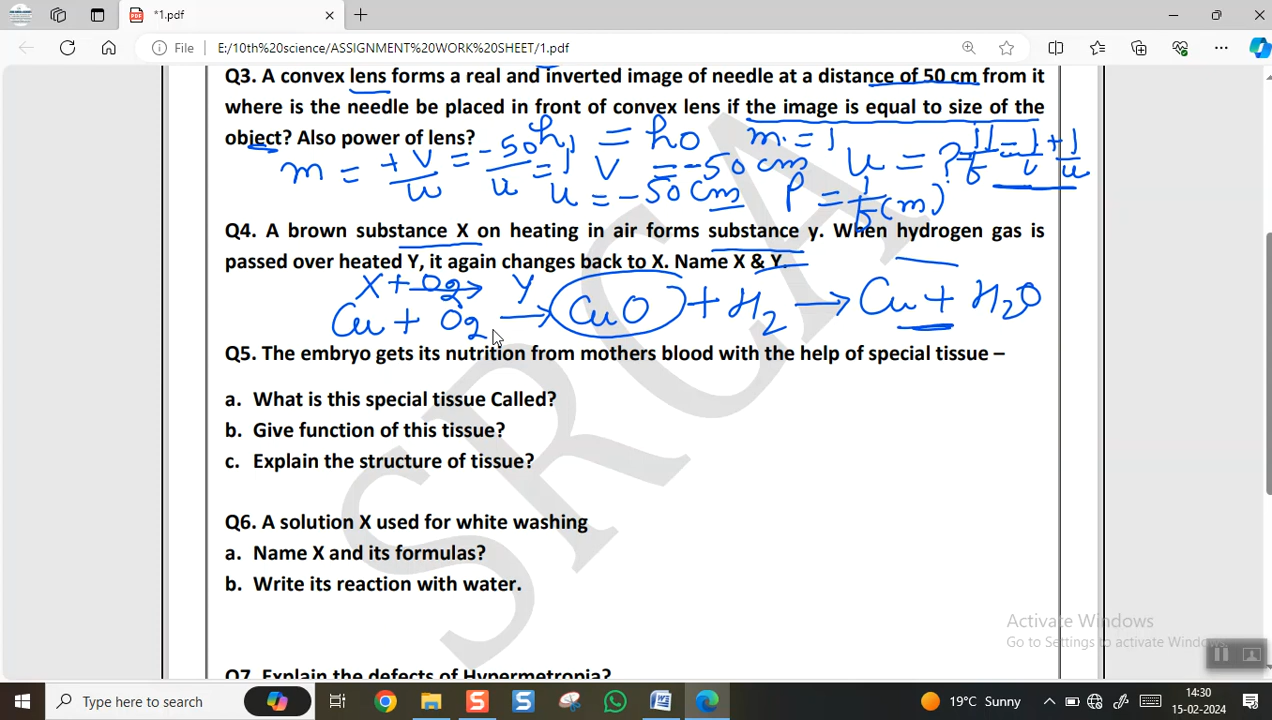 *1.pdf
File E:/10th%20science/ASSIGNMENT%20WORK%20SHEET/1.pdf
Q3. A convex lens forms a real and inverted image of needle at a distance of 50 cm from it
where is the needle be placed in front of convex lens if the image is equal to size of the
object? Also power of lens?
h1 = ho m = 1
m = +v/u = -50/u = 1 v = -50 cm u = ? 1/f = 1/v + 1/u
u = -50 cm P = 1/f (m)
Q4. A brown substance X on heating in air forms substance y. When hydrogen gas is
passed over heated Y, it again changes back to X. Name X & Y.
X + O2 → Y
Cu + O2 → CuO + H2 → Cu + H2O
Q5. The embryo gets its nutrition from mothers blood with the help of special tissue –
a. What is this special tissue Called?
b. Give function of this tissue?
c. Explain the structure of tissue?
Q6. A solution X used for white washing
a. Name X and its formulas?
b. Write its reaction with water.
Q7. Explain the defects of Hypermetropia?
SRCA
Activate Windows
Go to Settings to activate Windows.
Type here to search
19°C Sunny
14:30
15-02-2024